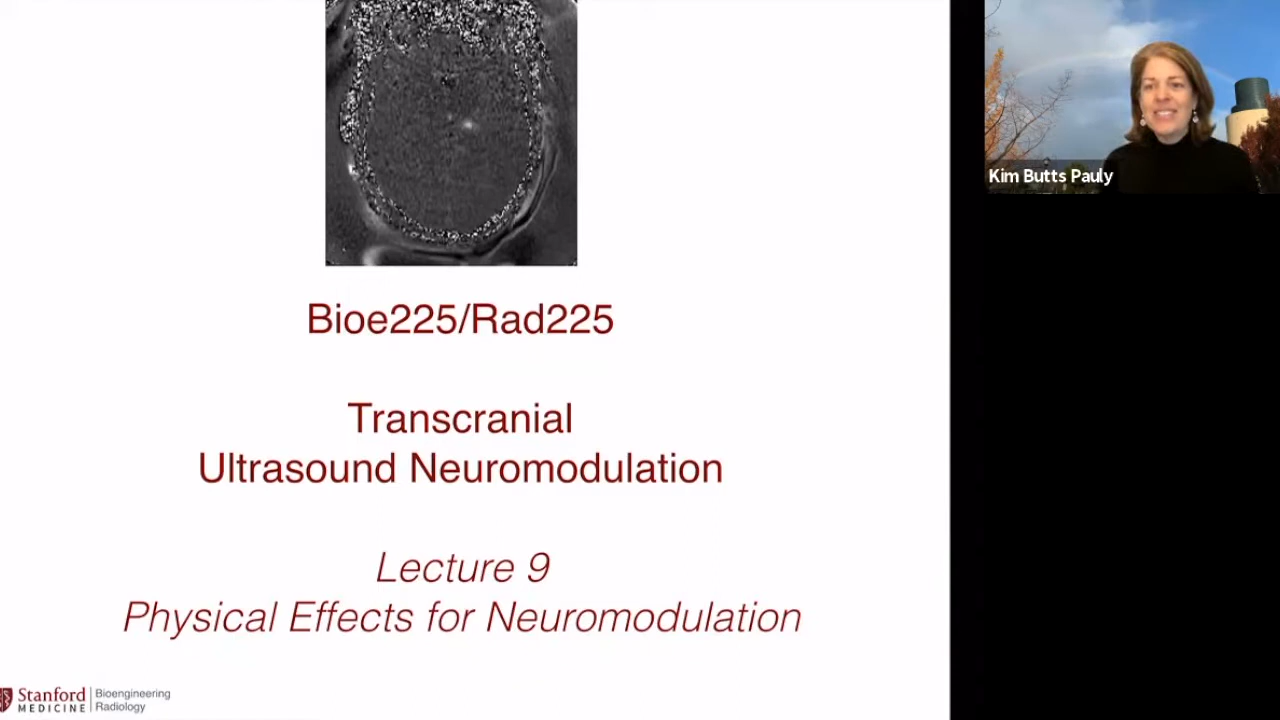 Kim Butts Pauly
Bioe225/Rad225
Transcranial
Ultrasound Neuromodulation
Lecture 9
Physical Effects for Neuromodulation
Stanford
MEDICINE
Bioengineering
Radiology